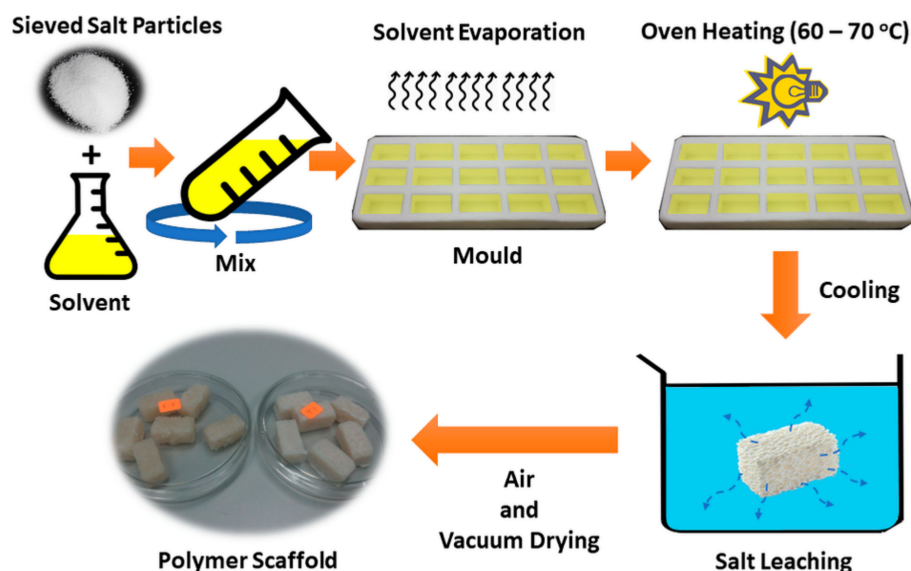 Sieved Salt Particles
+
Solvent
Mix
Solvent Evaporation
Mould
Oven Heating (60 – 70 °C)
Cooling
Salt Leaching
Air
and
Vacuum Drying
Polymer Scaffold